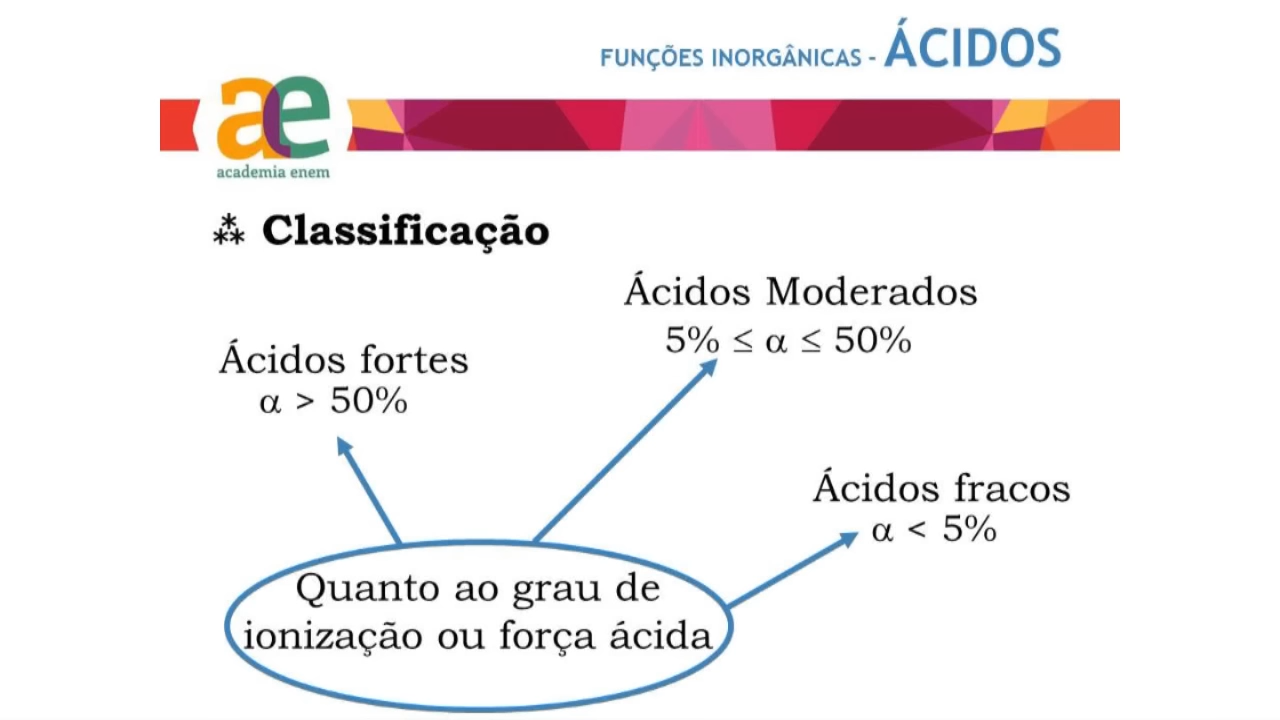 FUNÇÕES INORGÂNICAS - ÁCIDOS
ae
academia enem
⁂ Classificação
Ácidos Moderados
5% ≤ α ≤ 50%
Ácidos fortes
α > 50%
Ácidos fracos
α < 5%
Quanto ao grau de
ionização ou força ácida